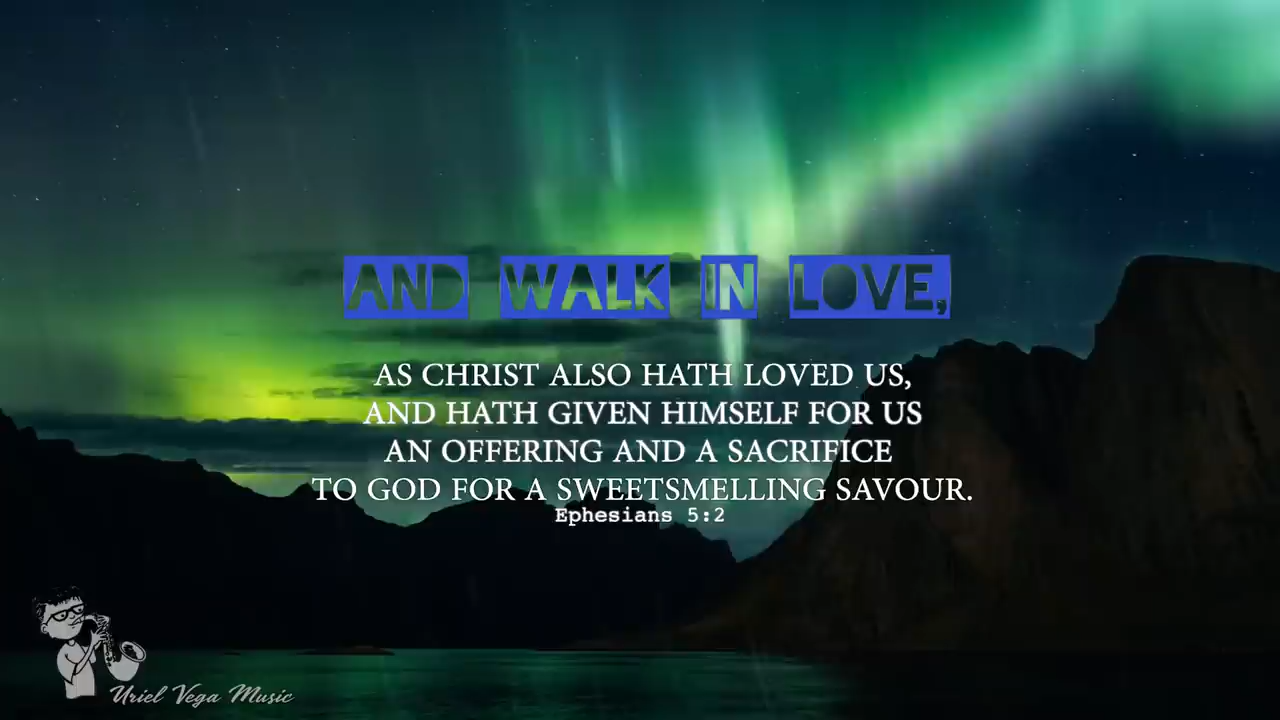 AND WALK IN LOVE,
AS CHRIST ALSO HATH LOVED US,
AND HATH GIVEN HIMSELF FOR US
AN OFFERING AND A SACRIFICE
TO GOD FOR A SWEETSMELLING SAVOUR.
Ephesians 5:2
Uriel Vega Music